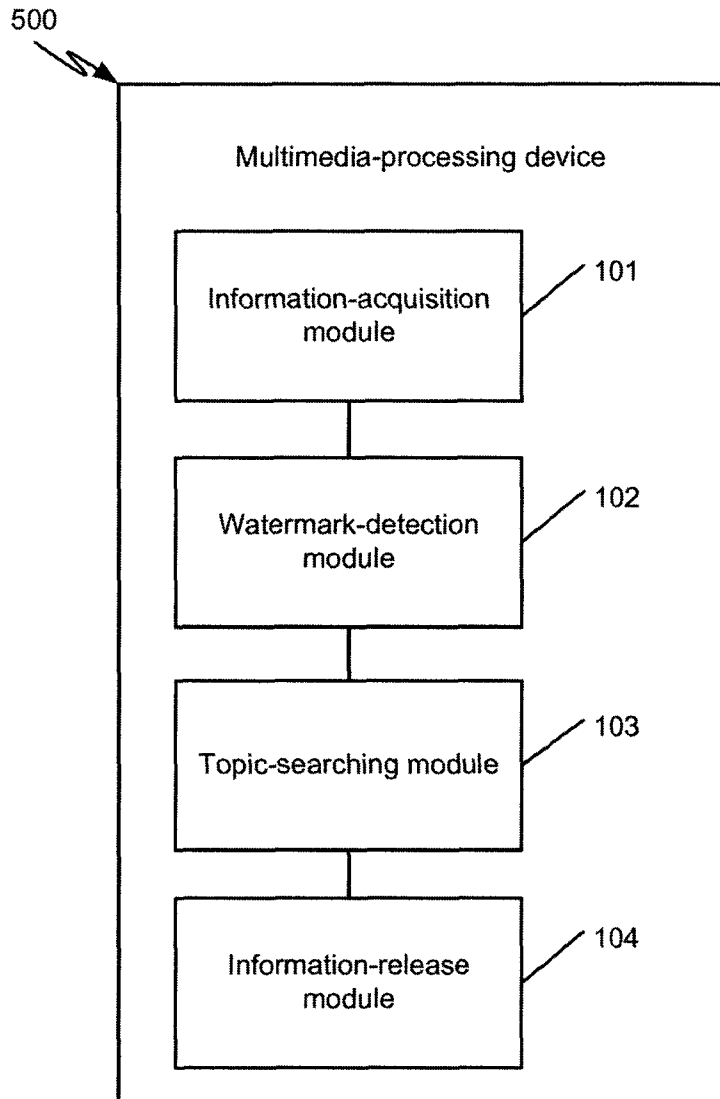 500
Multimedia-processing device
Information-acquisition
module
101
Watermark-detection
module
102
Topic-searching module
103
Information-release
module
104